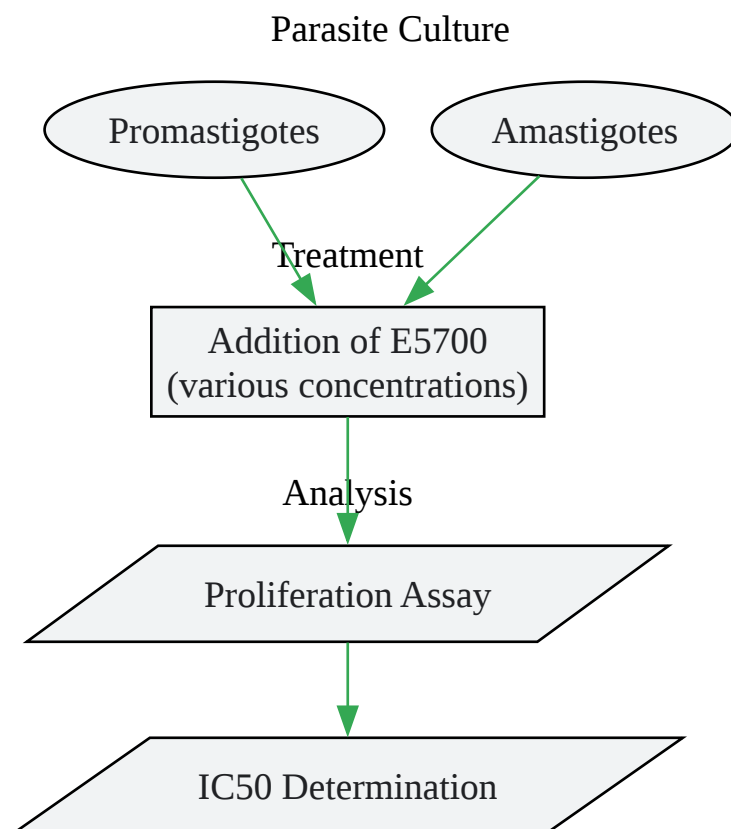 Parasite Culture
Promastigotes
Amastigotes
Treatment
Addition of E5700
(various concentrations)
Analysis
Proliferation Assay
IC50 Determination